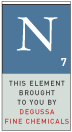 N
7
THIS ELEMENT
BROUGHT
TO YOU BY
DEGUSSA
FINE CHEMICALS